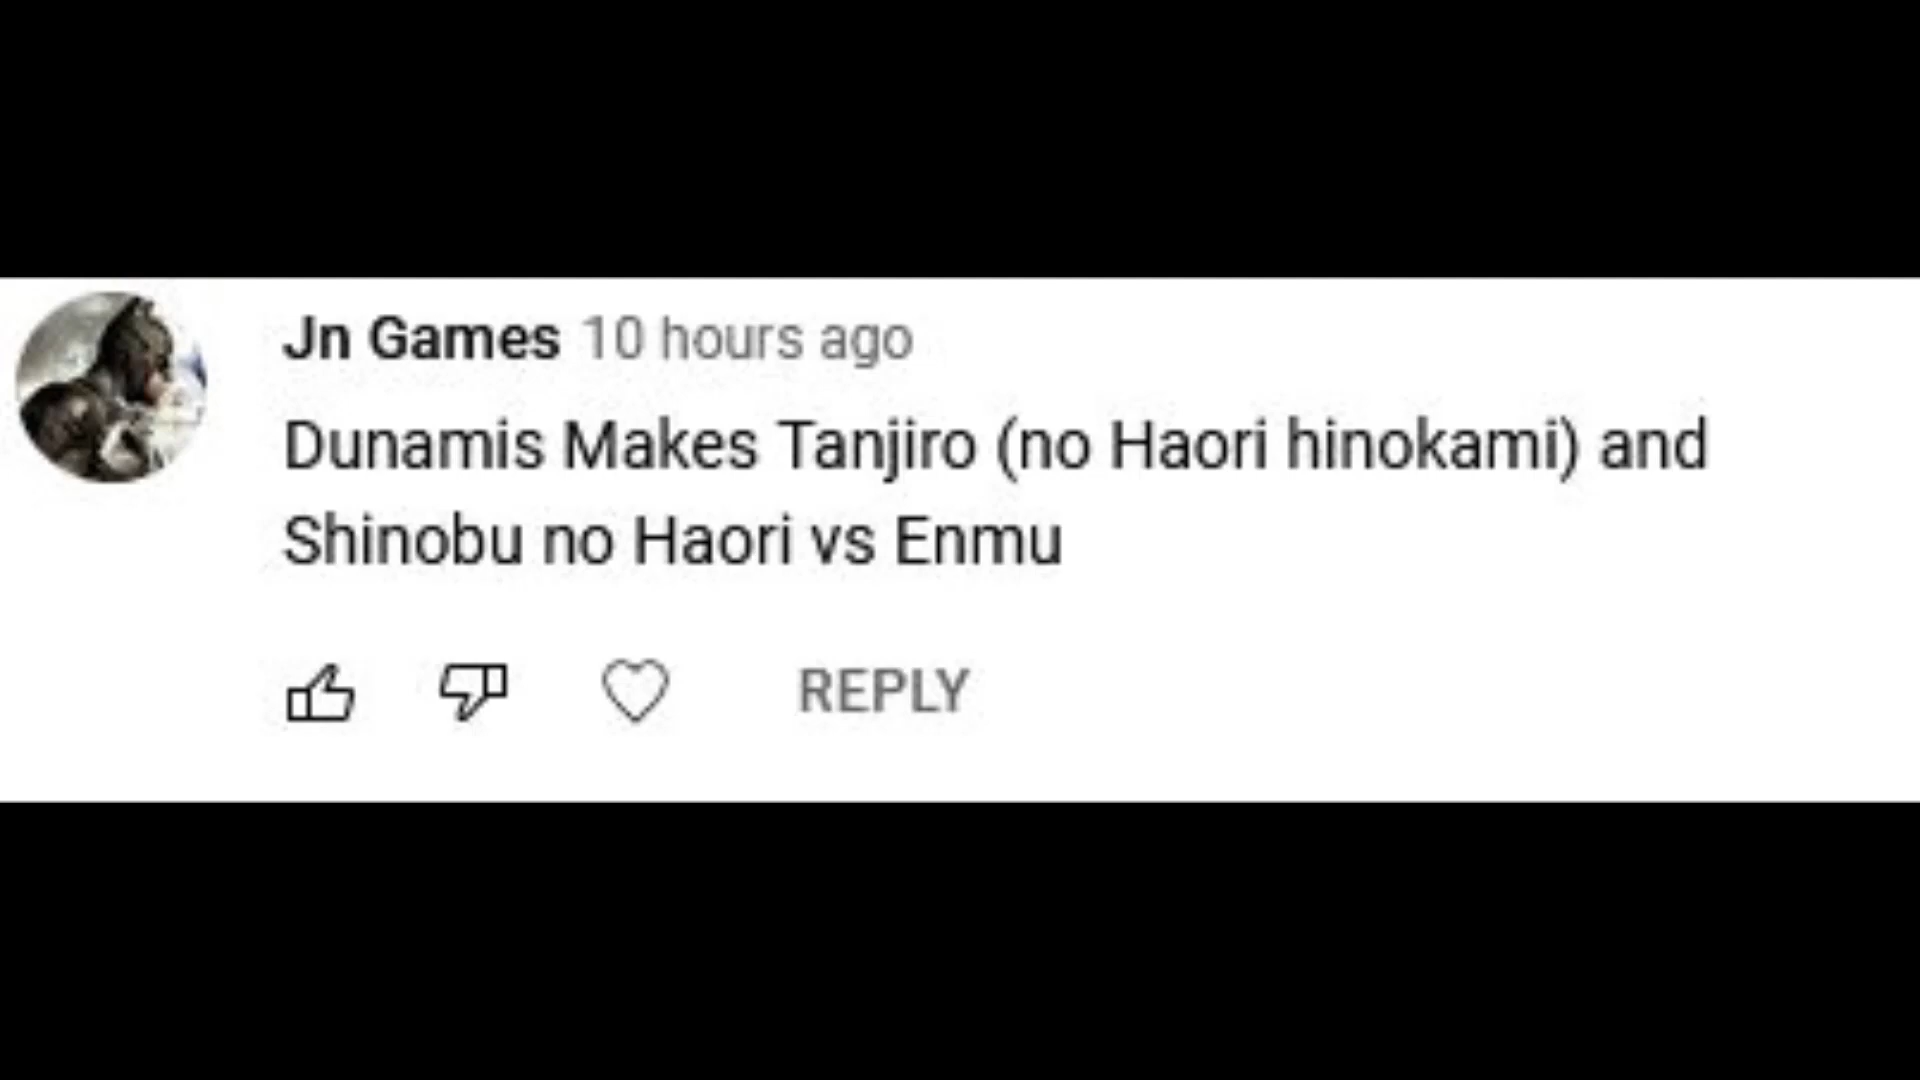 Jn Games 10 hours ago
Dunamis Makes Tanjiro (no Haori hinokami) and
Shinobu no Haori vs Enmu
REPLY